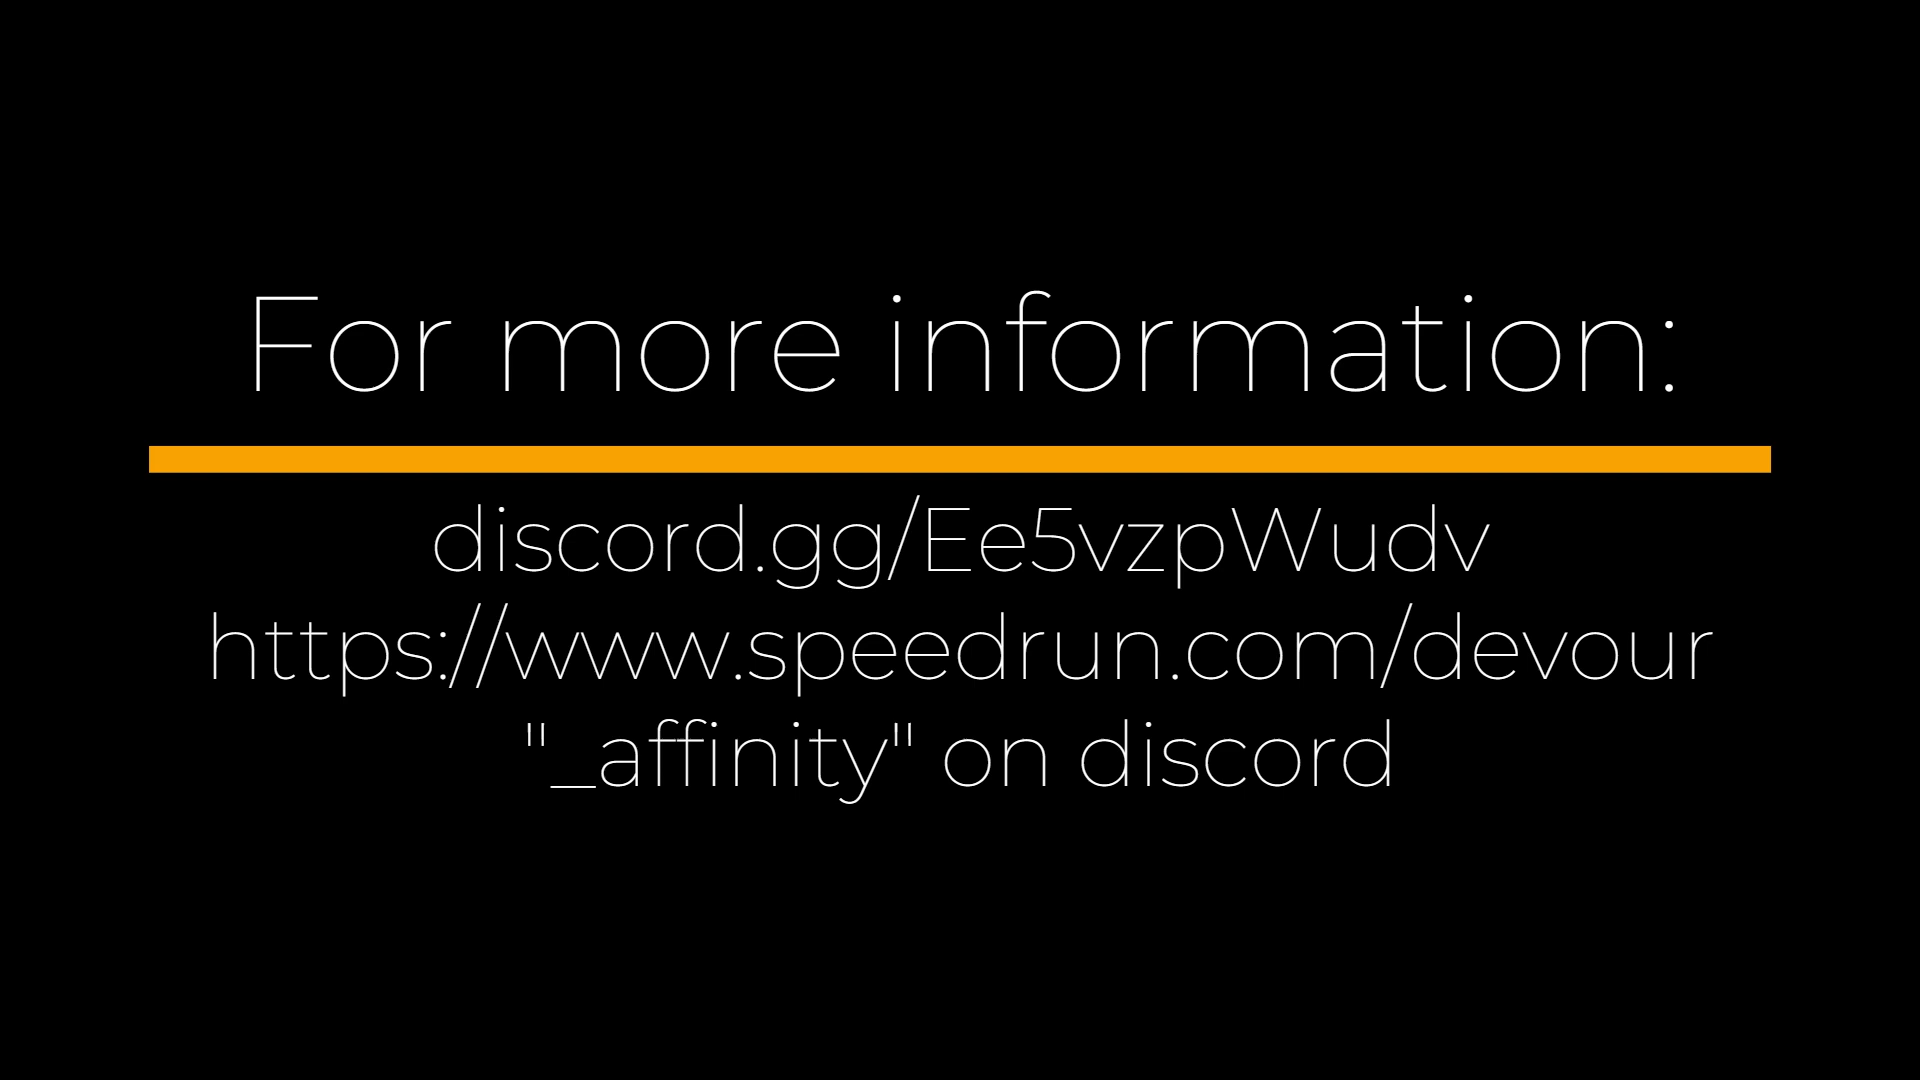 For more information:
discord.gg/Ee5vzpWudv
https://www.speedrun.com/devour
"_affinity" on discord